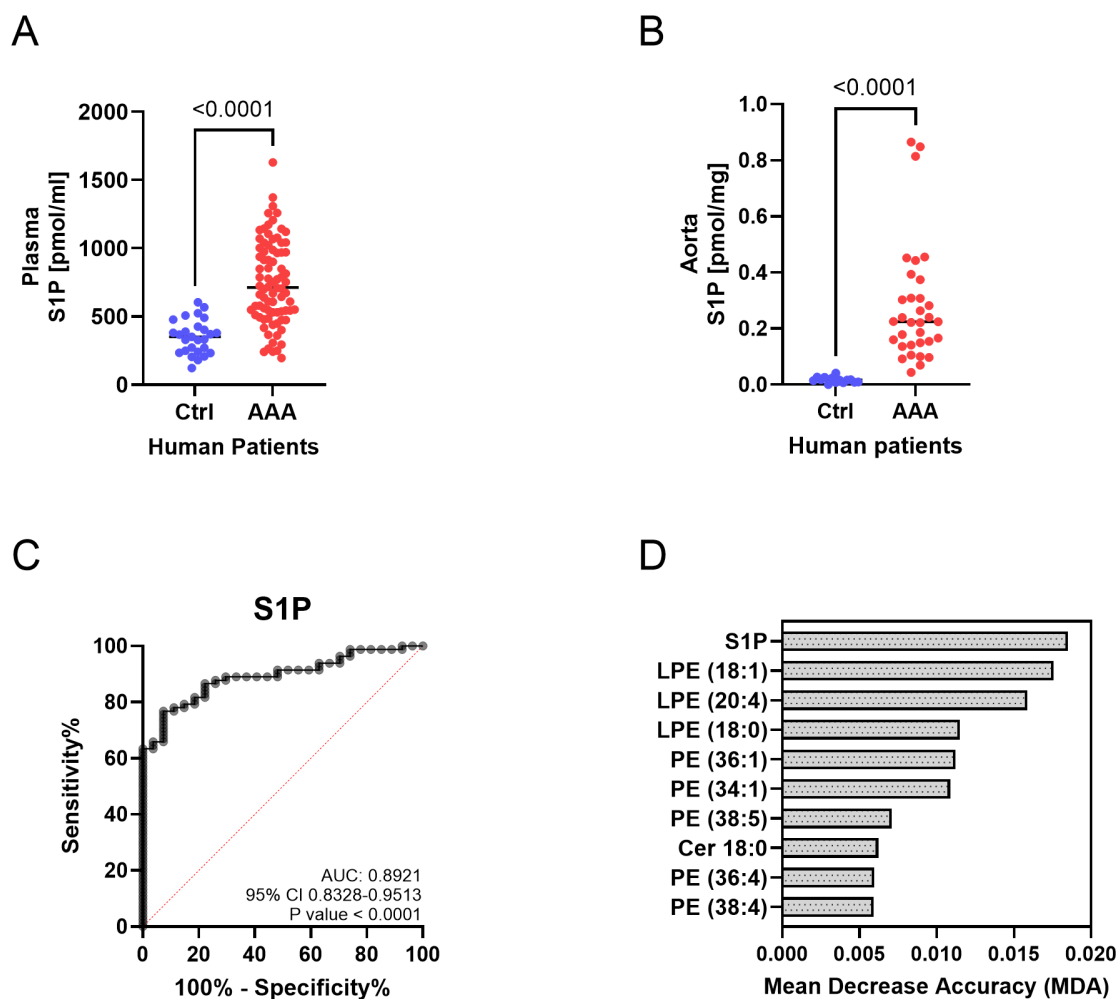 A
<0.0001
Plasma
S1P [pmol/ml]
2000
1500
1000
500
0
Ctrl
AAA
Human Patients
B
<0.0001
Aorta
S1P [pmol/mg]
1.0
0.8
0.6
0.4
0.2
0.0
Ctrl
AAA
Human patients
C
S1P
Sensitivity%
100
80
60
40
20
0
AUC: 0.8921
95% CI 0.8328-0.9513
P value < 0.0001
0
20
40
60
80
100
100% - Specificity%
D
S1P
LPE (18:1)
LPE (20:4)
LPE (18:0)
PE (36:1)
PE (34:1)
PE (38:5)
Cer 18:0
PE (36:4)
PE (38:4)
0.000
0.005
0.010
0.015
0.020
Mean Decrease Accuracy (MDA)